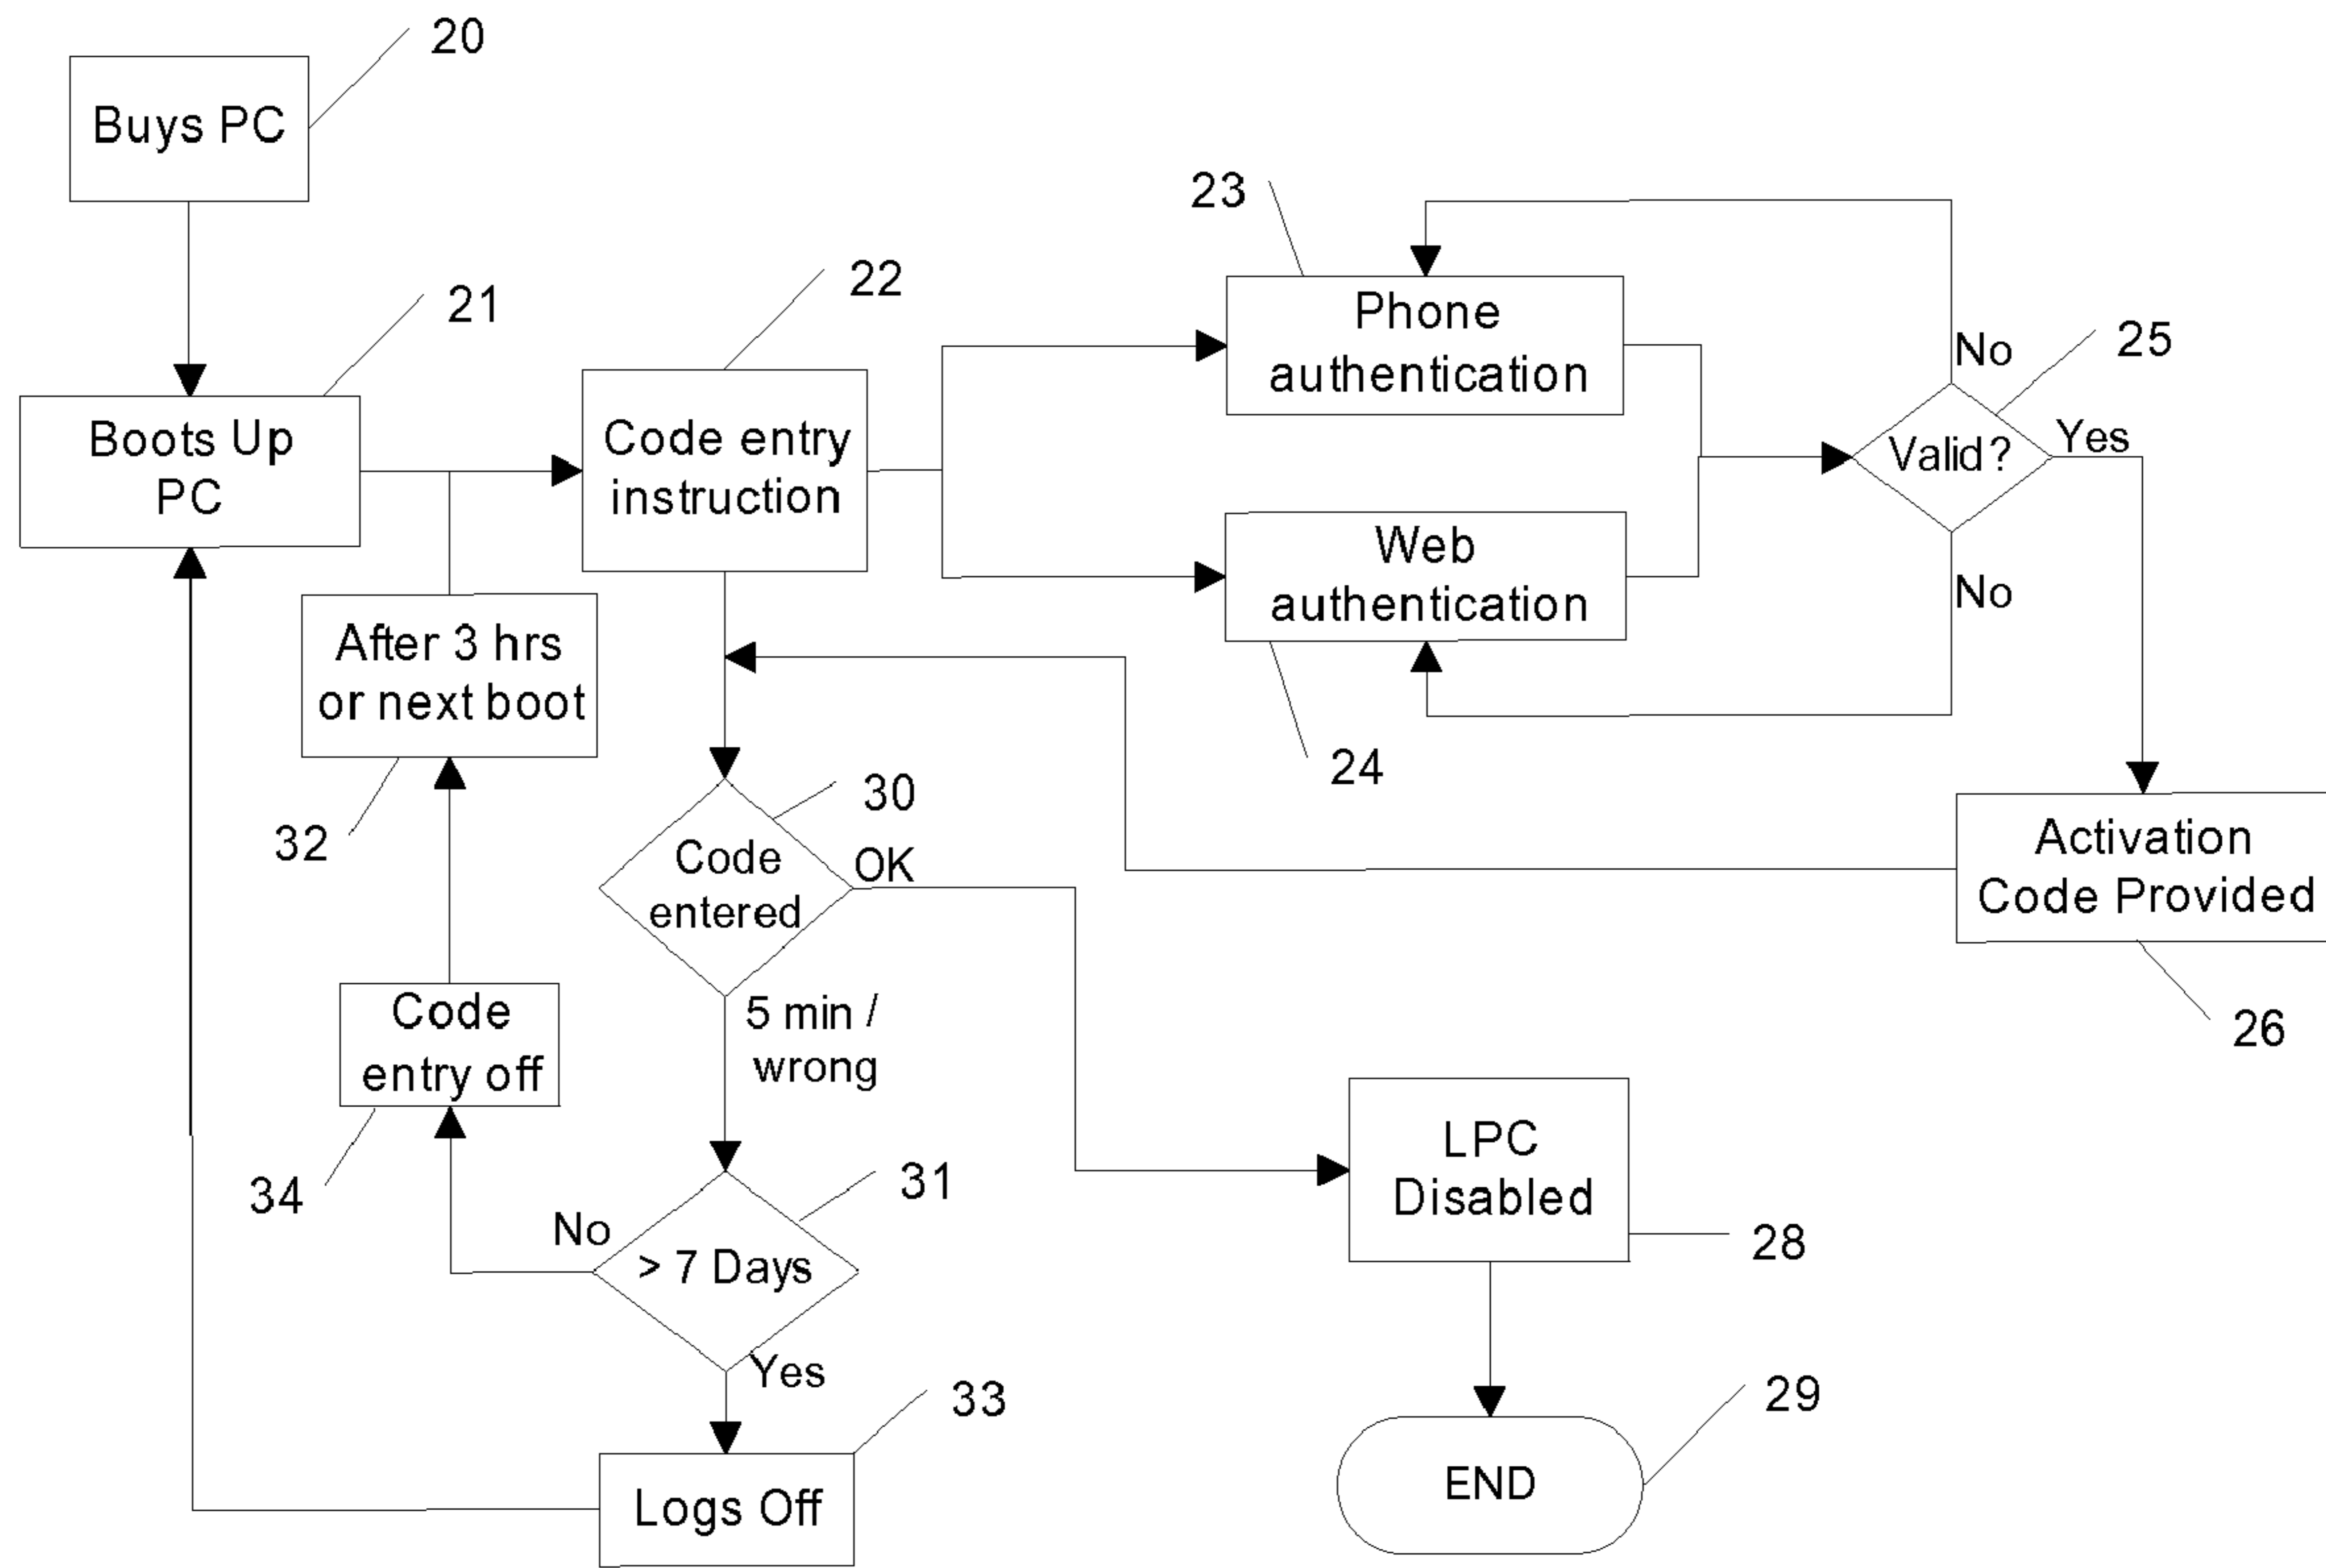 20
Buys PC
23
22
21
Phone
authentication
No
25
Boots Up
PC
Code entry
instruction
Valid?
Yes
Web
authentication
No
After 3 hrs
or next boot
24
30
32
Code
entered
OK
Activation
Code Provided
Code
entry off
5 min /
wrong
26
LPC
Disabled
34
31
No
> 7 Days
28
Yes
33
29
Logs Off
END